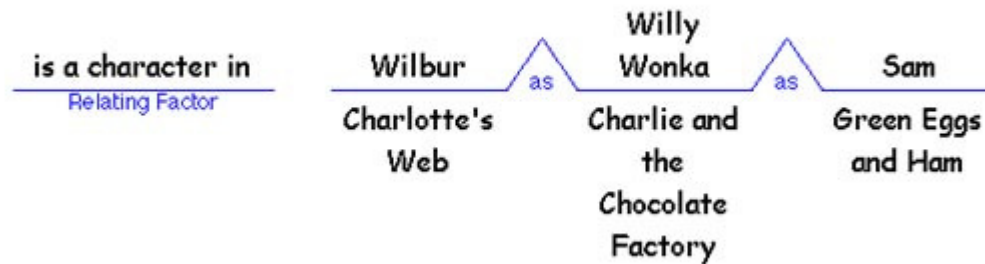 is a character in
Relating Factor
Wilbur
Charlotte's
Web
as
Willy
Wonka
Charlie and
the
Chocolate
Factory
as
Sam
Green Eggs
and Ham